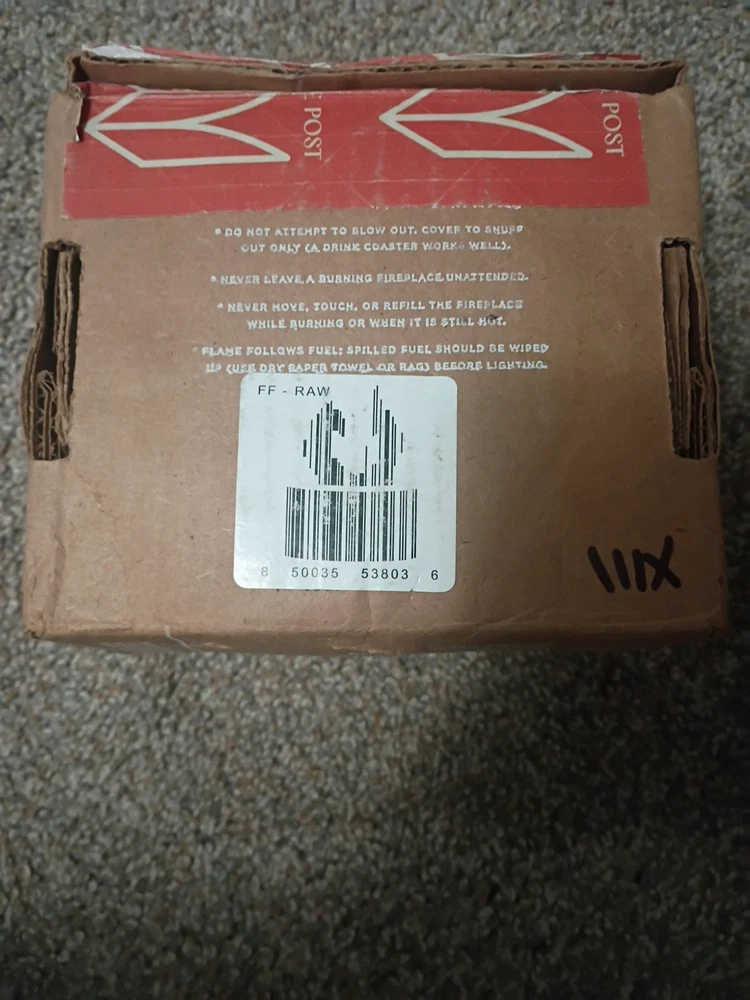 E POST
POST
* DO NOT ATTEMPT TO BLOW OUT. COVER TO SNUFF
OUT ONLY (A DRINK COASTER WORKS WELL).
* NEVER LEAVE A BURNING FIREPLACE UNATTENDED.
* NEVER MOVE, TOUCH, OR REFILL THE FIREPLACE
WHILE BURNING OR WHEN IT IS STILL HOT.
* FLAME FOLLOWS FUEL; SPILLED FUEL SHOULD BE WIPED
UP (USE DRY PAPER TOWEL OR RAG) BEFORE LIGHTING.
FF - RAW
8 50035 53803 6
IIIX